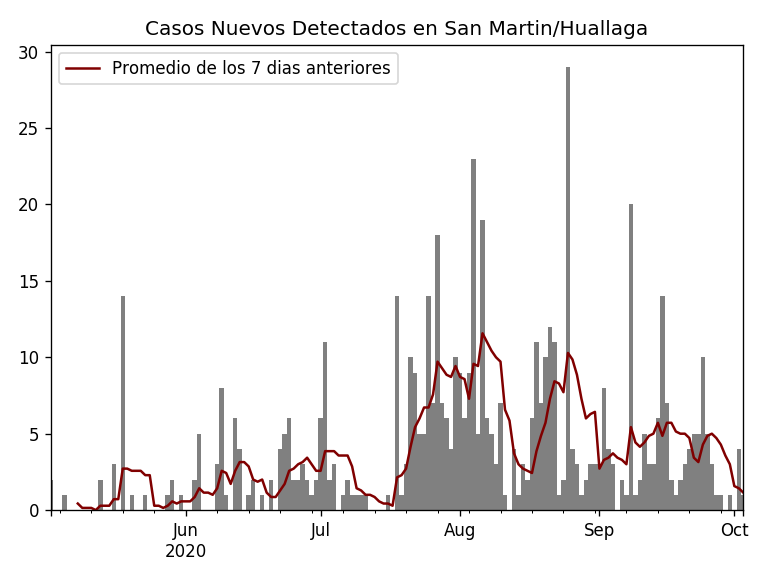 Casos Nuevos Detectados en San Martin/Huallaga
Promedio de los 7 dias anteriores
30
25
20
15
10
5
0
Jun Jul Aug Sep Oct
2020